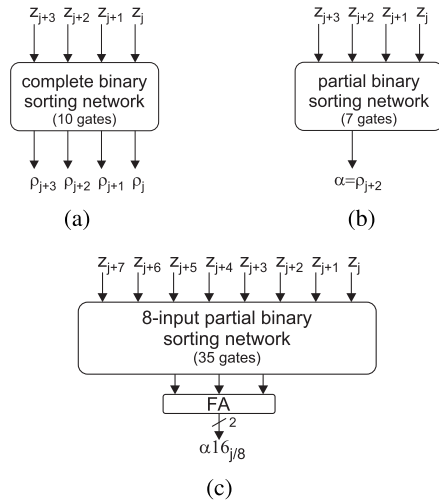 z_{j+3} z_{j+2} z_{j+1} z_j
complete binary
sorting network
(10 gates)
ρ_{j+3} ρ_{j+2} ρ_{j+1} ρ_j
(a)
z_{j+3} z_{j+2} z_{j+1} z_j
partial binary
sorting network
(7 gates)
α=ρ_{j+2}
(b)
z_{j+7} z_{j+6} z_{j+5} z_{j+4} z_{j+3} z_{j+2} z_{j+1} z_j
8-input partial binary
sorting network
(35 gates)
FA
2
α16_{j/8}
(c)